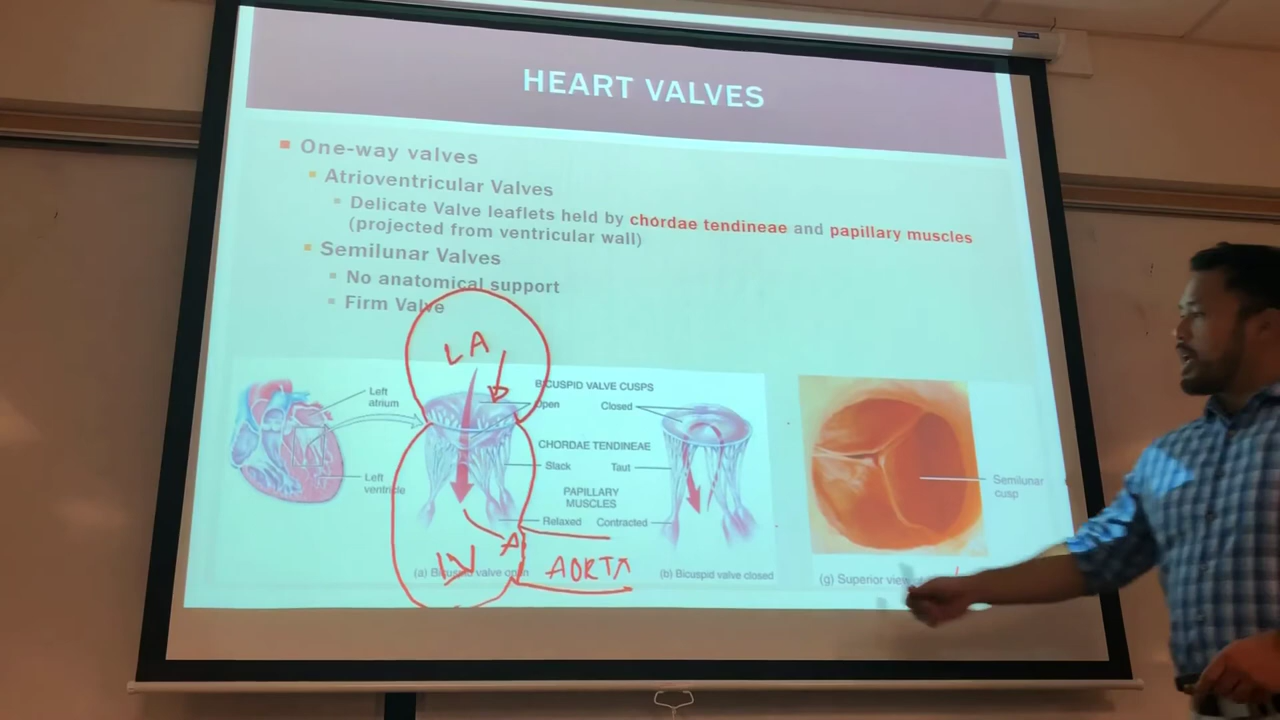 HEART VALVES
One-way valves
Atrioventricular Valves
Delicate Valve leaflets held by chordae tendineae and papillary muscles
(projected from ventricular wall)
Semilunar Valves
No anatomical support
Firm Valve
LA
Left
atrium
BICUSPID VALVE CUSPS
Open
Closed
CHORDAE TENDINEAE
Slack
Taut
Left
ventricle
PAPILLARY
MUSCLES
Relaxed
Contracted
Semilunar
cusp
AORTA
(a) Bicuspid valve open
(b) Bicuspid valve closed
(g) Superior view